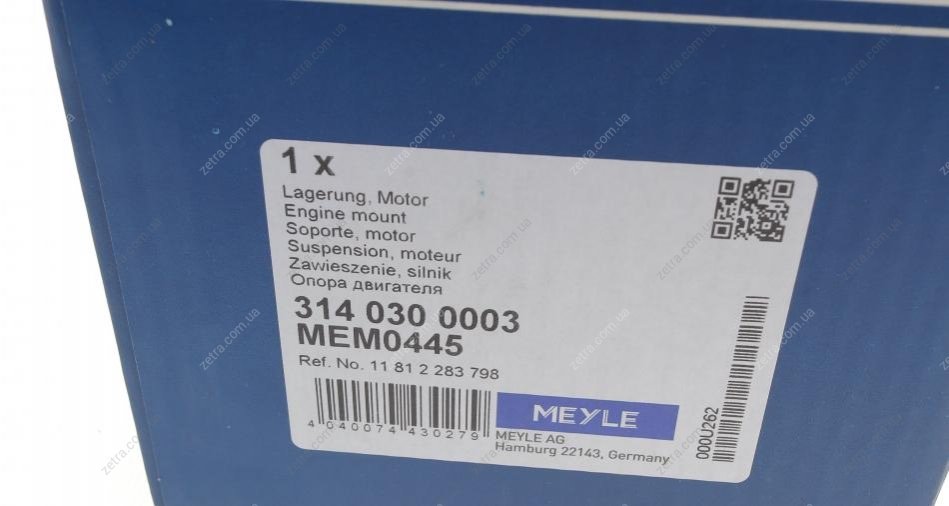 1 x
Lagerung, Motor
Engine mount
Soporte, motor
Suspension, moteur
Zawieszenie, silnik
Опора двигателя
314 030 0003
MEM0445
Ref. No. 11 81 2 283 798
4 040074 430279
MEYLE
MEYLE AG
Hamburg 22143, Germany
000U262
zetra.com.ua